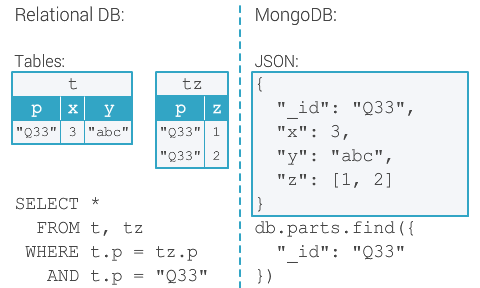 Relational DB:
Tables:
t
p x y
"Q33" 3 "abc"
tz
p z
"Q33" 1
"Q33" 2
SELECT *
FROM t, tz
WHERE t.p = tz.p
AND t.p = "Q33"
MongoDB:
JSON:
{
"_id": "Q33",
"x": 3,
"y": "abc",
"z": [1, 2]
}
db.parts.find({
"_id": "Q33"
})